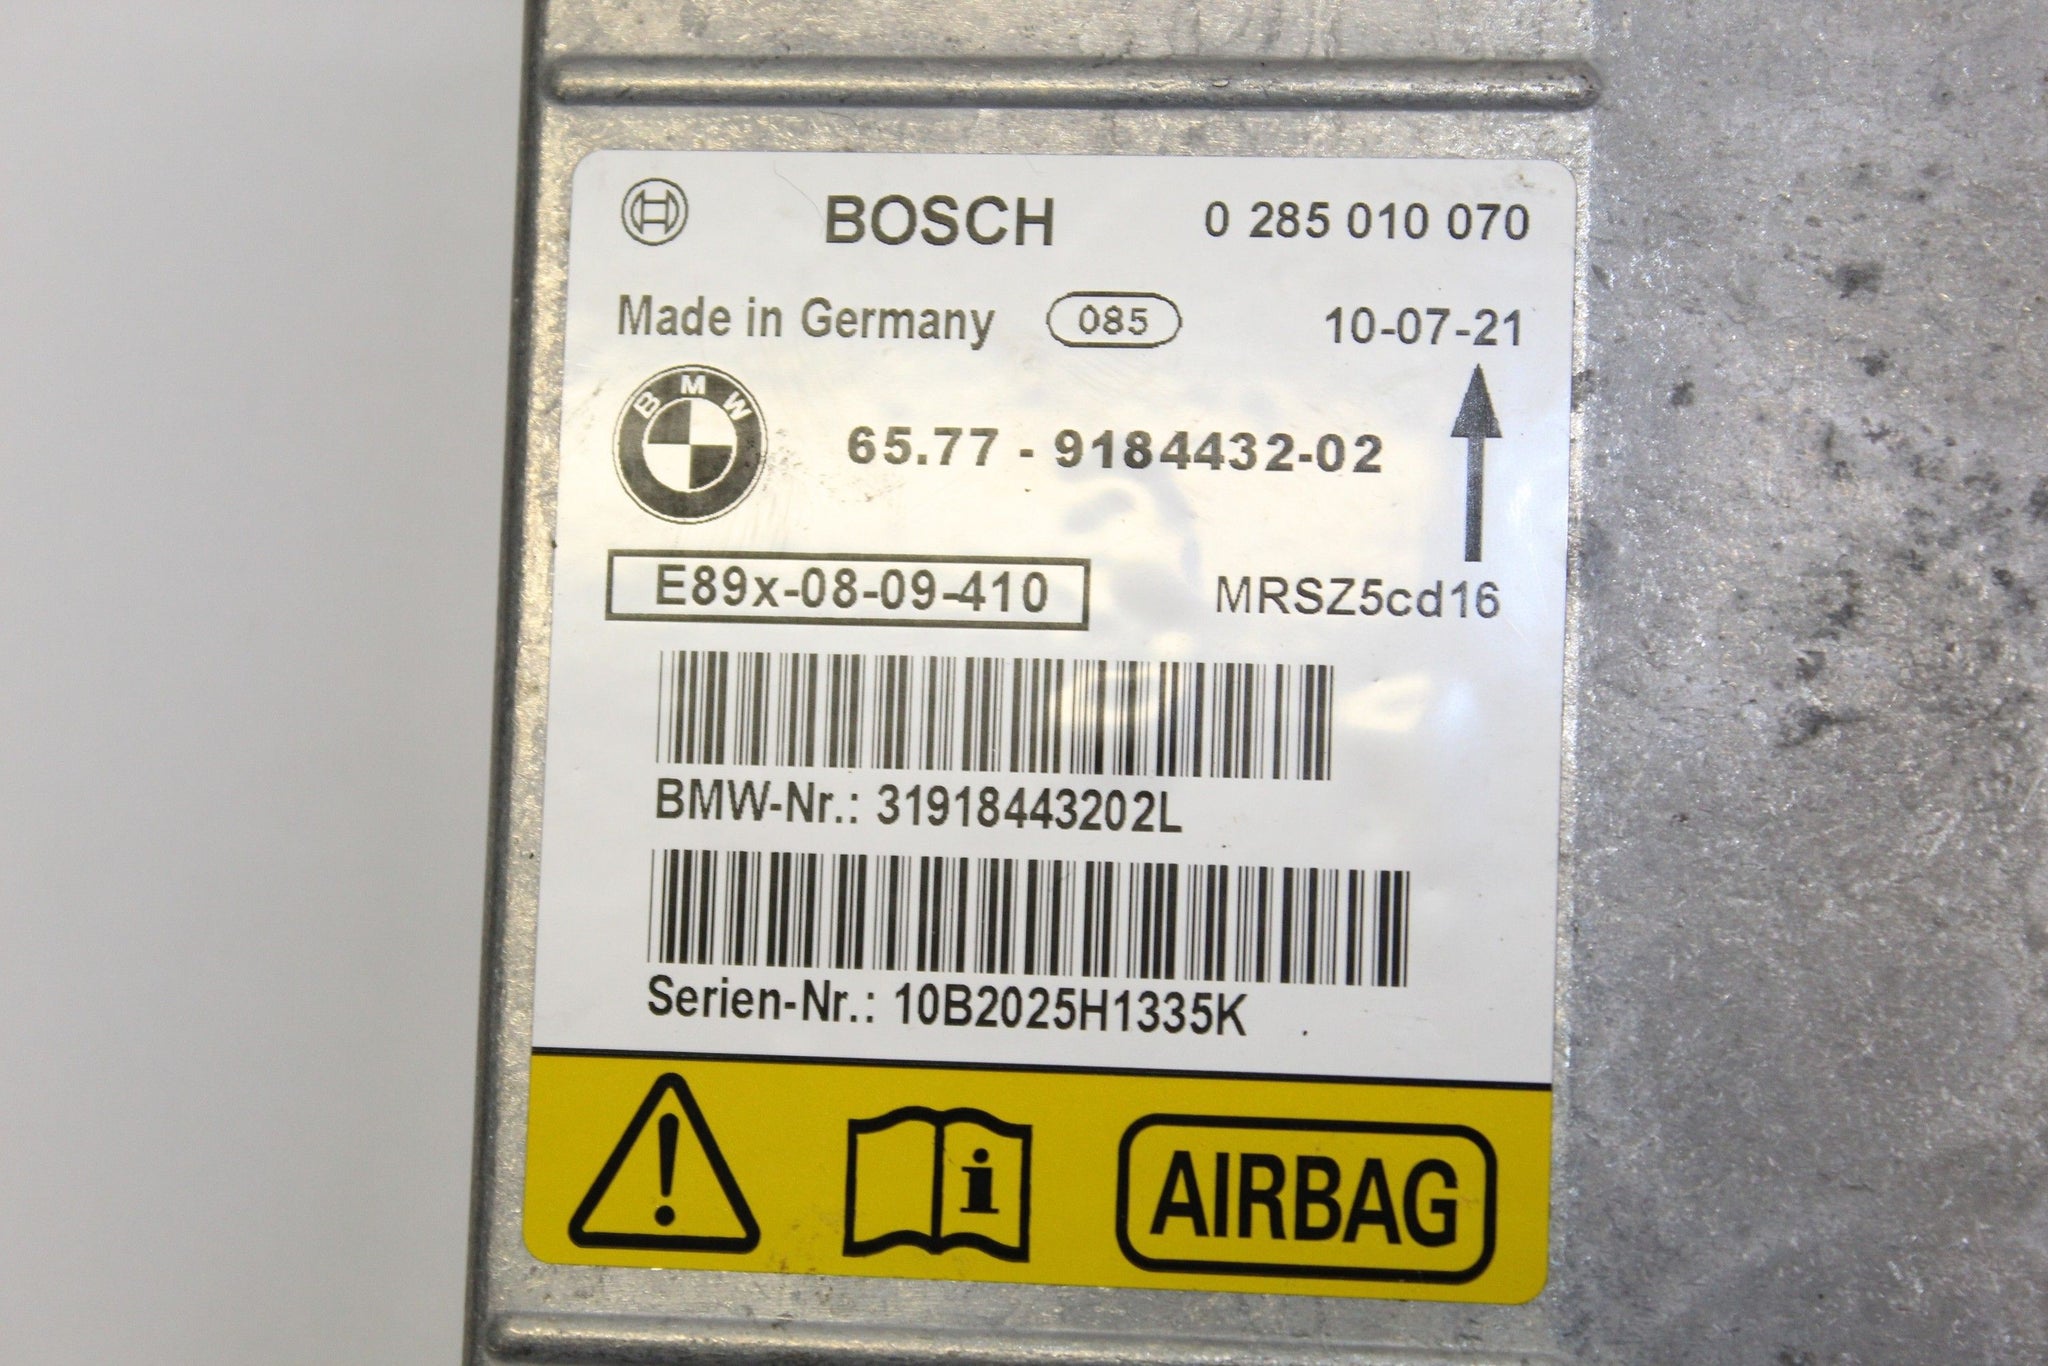 BOSCH 0 285 010 070
Made in Germany 085 10-07-21
BMW 65.77 - 9184432-02
E89x-08-09-410 MRSZ5cd16
BMW-Nr.: 31918443202L
Serien-Nr.: 10B2025H1335K
AIRBAG